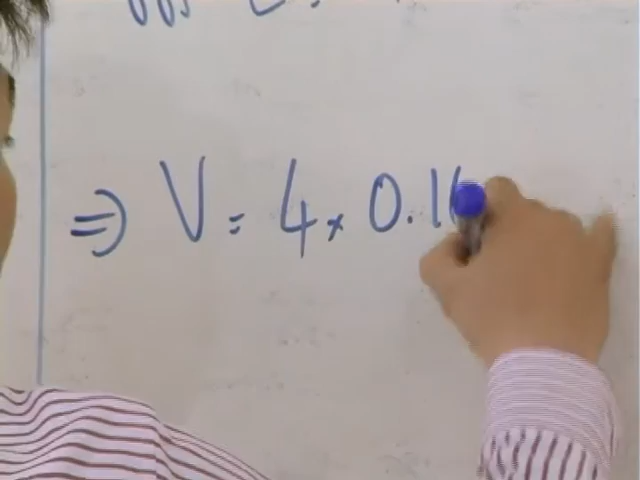 ⇒ V = 4 × 0.1